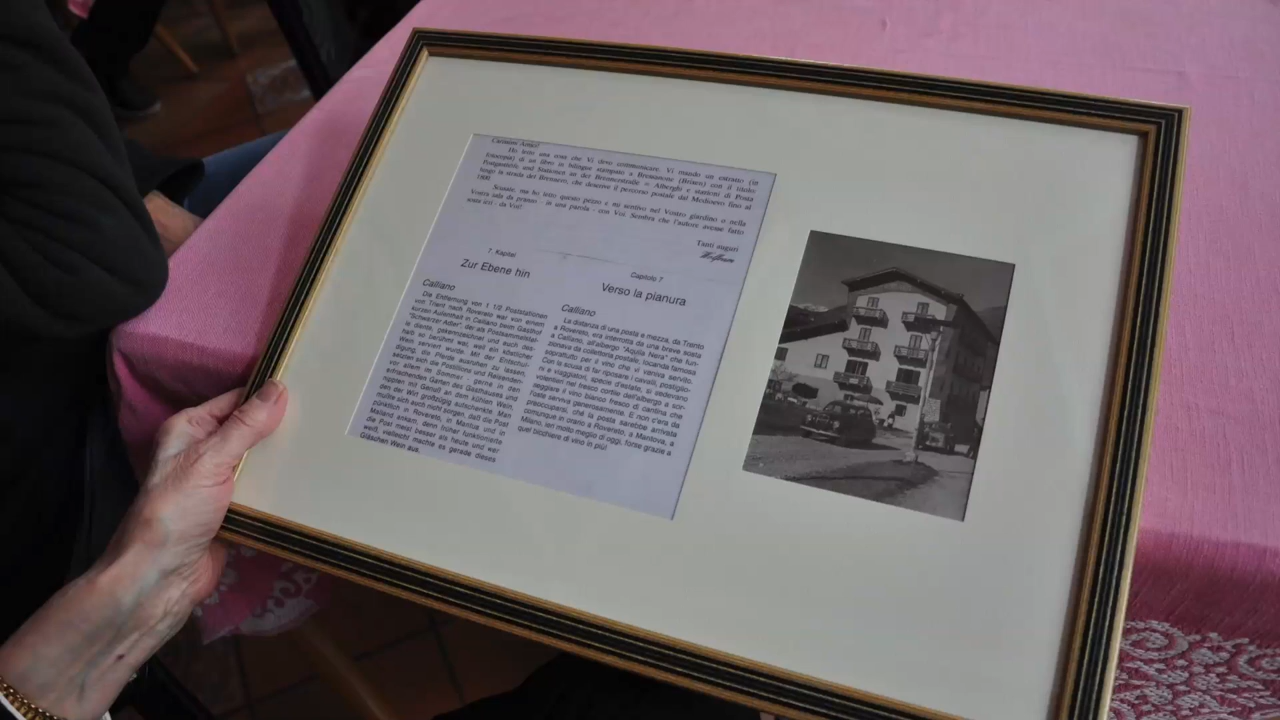 Carissimi Amici!
Ho letto una cosa che Vi devo comunicare. Vi mando un estratto (in
fotocopia) di un libro in bilingue stampato a Bressanone (Brixen) con il titolo:
Postgasthöfe und Stationen an der Brennerstraße - Alberghi e stazioni di Posta
lungo la strada del Brennero, che descrive il percorso postale dal Medioevo fino al
1800
Scusate, ma ho letto questo pezzo e mi sentivo nel Vostro giardino o nella
Vostra sala da pranzo - in una parola - con Voi. Sembra che l'autore avesse fatto
sosta ieri - da Voi!!
Tanti auguri
7. Kapitel
Zur Ebene hin
Calliano
Die Entfernung von 1 1/2 Poststationen
von Trient nach Rovereto war von einem
kurzen Aufenthalt in Calliano beim Gasthof
"Schwarzer Adler", der als Postsammelstel-
le diente, gekennzeichnet und auch des-
halb so berühmt war, weil ein köstlicher
Wein serviert wurde. Mit der Entschul-
digung, die Pferde ausruhen zu lassen,
setzten sich die Postillione und Reisenden -
vor allem im Sommer - gerne in den
erfrischenden Garten des Gasthauses und
nippten mit Genuß an dem kühlen Wein,
den der Wirt großzügig ausschenkte. Man
mußte sich auch nicht sorgen, daß die Post
pünktlich in Rovereto, in Mantua und in
Mailand ankam, denn früher funktionierte
die Post meist besser als heute und wer
weiß, vielleicht machte es gerade dieses
Gläschen Wein aus.
Capitolo 7
Verso la pianura
Calliano
La distanza di una posta e mezza, da Trento
a Rovereto, era interrotta da una breve sosta
a Calliano, all'albergo "Aquila Nera" che fun-
zionava da collettoria postale, locanda famosa
soprattutto per il vino che vi veniva servito.
Con la scusa di far riposare i cavalli, postiglio-
ni e viaggiatori, specie d'estate, si sedevano
volentieri nel fresco cortile dell'albergo a sor-
seggiare il vino bianco fresco di cantina che
l'oste serviva generosamente. E non c'era da
preoccuparsi, ché la posta sarebbe arrivata
comunque in orario a Rovereto, a Mantova, a
Milano, ieri molto meglio di oggi, forse grazie a
quel bicchiere di vino in più!